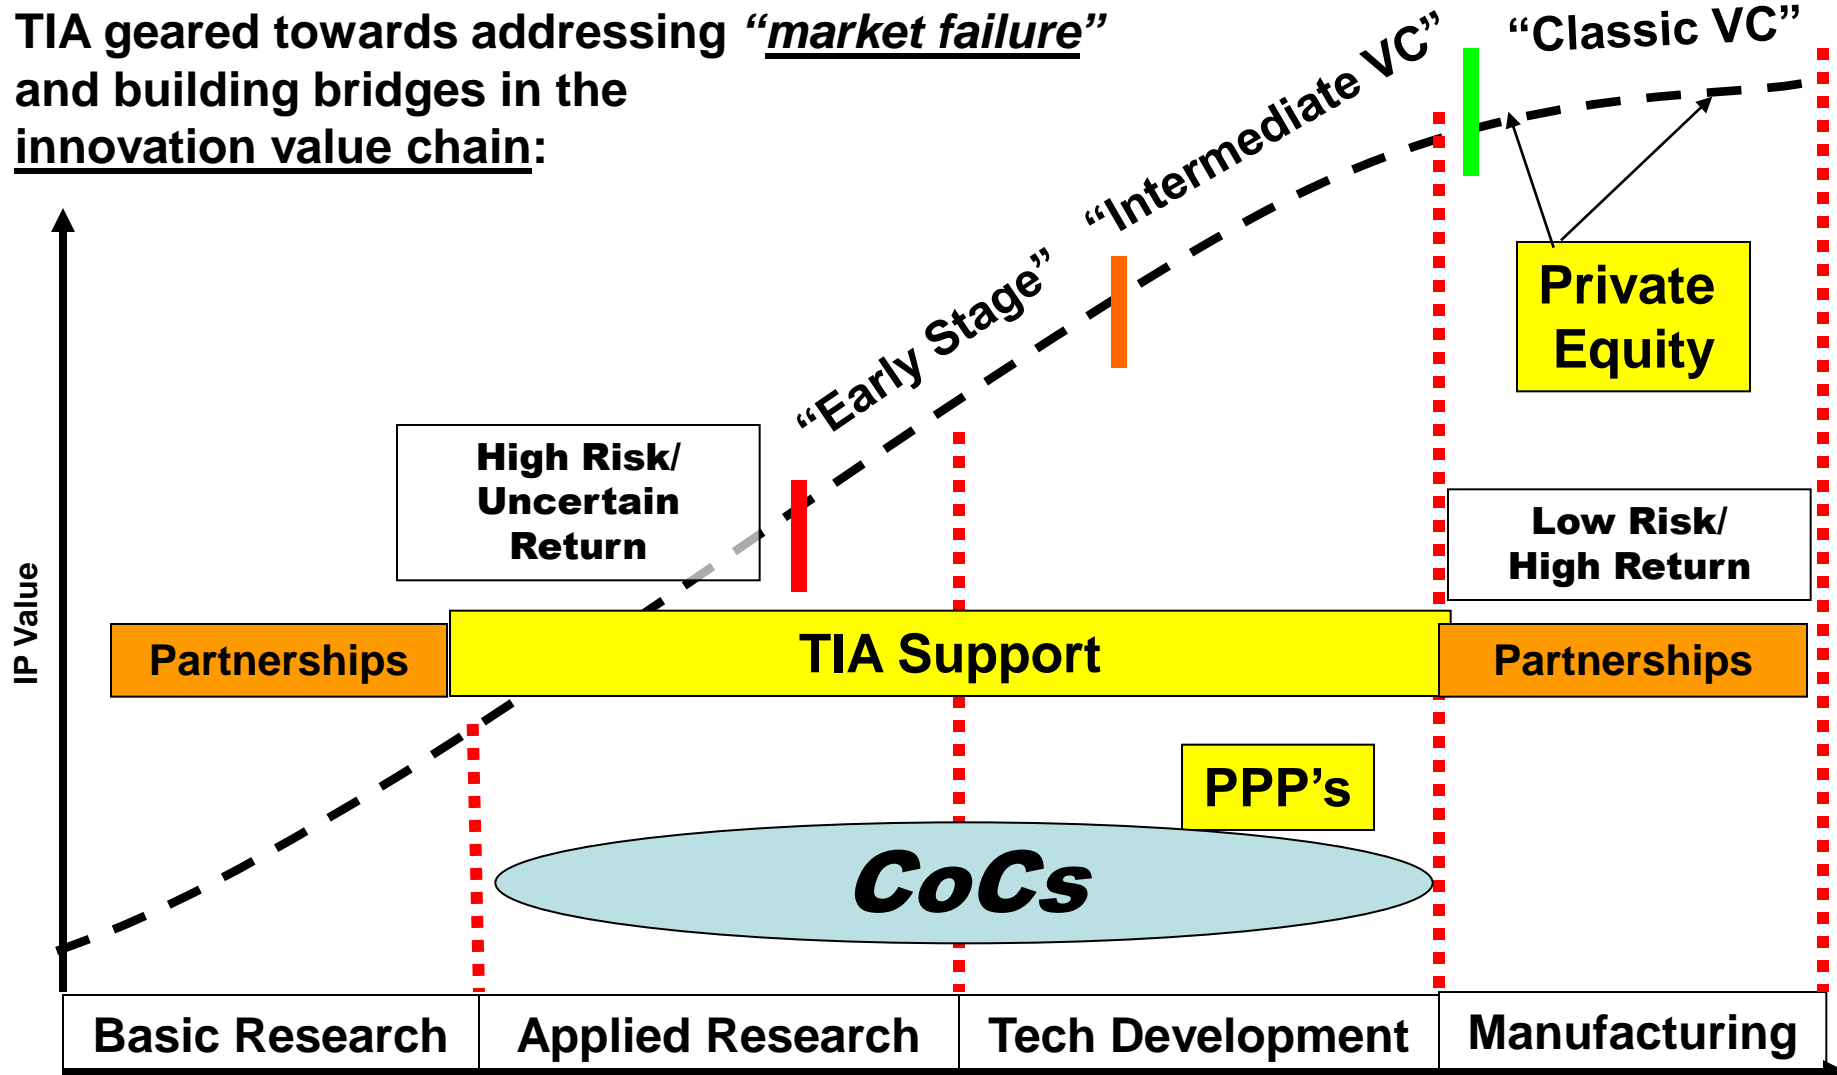 TIA geared towards addressing “market failure”
and building bridges in the
innovation value chain:
“Classic VC”
“Intermediate VC”
“Early Stage”
Private
Equity
High Risk/
Uncertain
Return
Low Risk/
High Return
IP Value
Partnerships
TIA Support
Partnerships
PPP’s
CoCs
Basic Research
Applied Research
Tech Development
Manufacturing